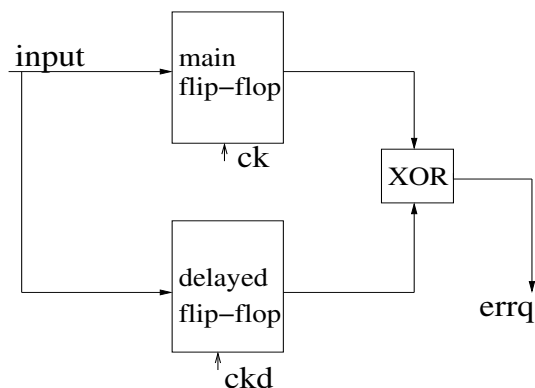 input
main
flip−flop
ck
XOR
delayed
flip−flop
errq
ckd